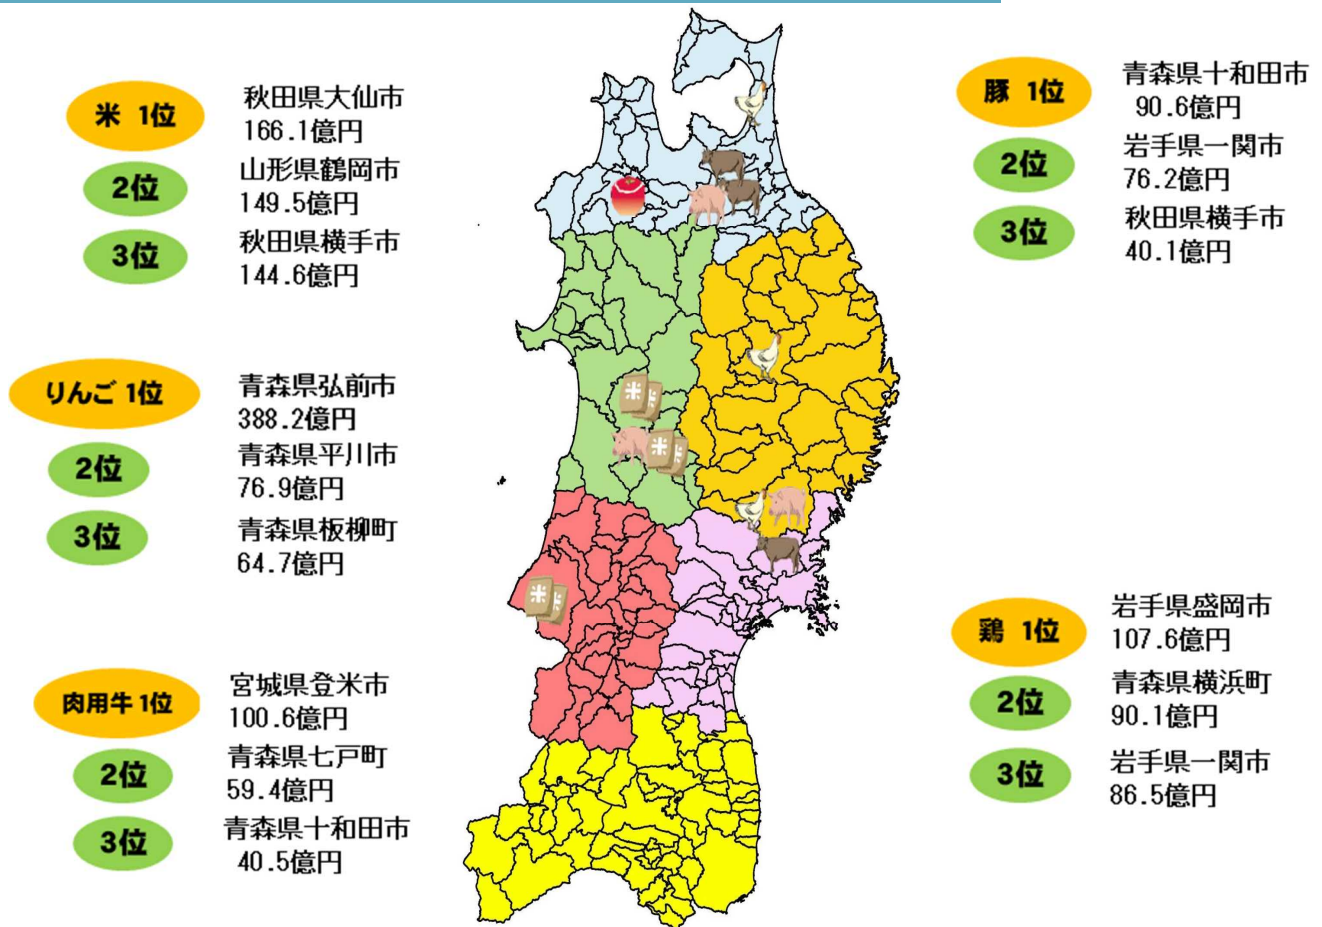 米 1位
秋田県大仙市
166.1億円
2位
山形県鶴岡市
149.5億円
3位
秋田県横手市
144.6億円
りんご 1位
青森県弘前市
388.2億円
2位
青森県平川市
76.9億円
3位
青森県板柳町
64.7億円
肉用牛 1位
宮城県登米市
100.6億円
2位
青森県七戸町
59.4億円
3位
青森県十和田市
40.5億円
米
米
米
米
米
米
豚 1位
青森県十和田市
90.6億円
2位
岩手県一関市
76.2億円
3位
秋田県横手市
40.1億円
鶏 1位
岩手県盛岡市
107.6億円
2位
青森県横浜町
90.1億円
3位
岩手県一関市
86.5億円